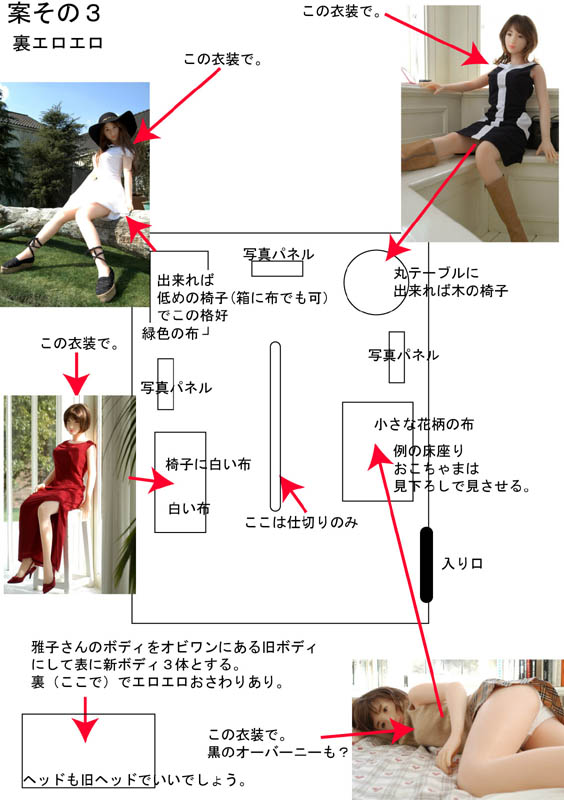 案その３
裏エロエロ
この衣装で。
この衣装で。
写真パネル
出来れば
低めの椅子（箱に布でも可）
でこの格好
緑色の布
丸テーブルに
出来れば木の椅子
この衣装で。
写真パネル
写真パネル
小さな花柄の布
例の床座り
おこちゃまは
見下ろしで見させる。
椅子に白い布
白い布
ここは仕切りのみ
入り口
雅子さんのボディをオビワンにある旧ボディ
にして表に新ボディ３体とする。
裏（ここで）でエロエロおさわりあり。
この衣装で。
黒のオーバーニーも？
ヘッドも旧ヘッドでいいでしょう。